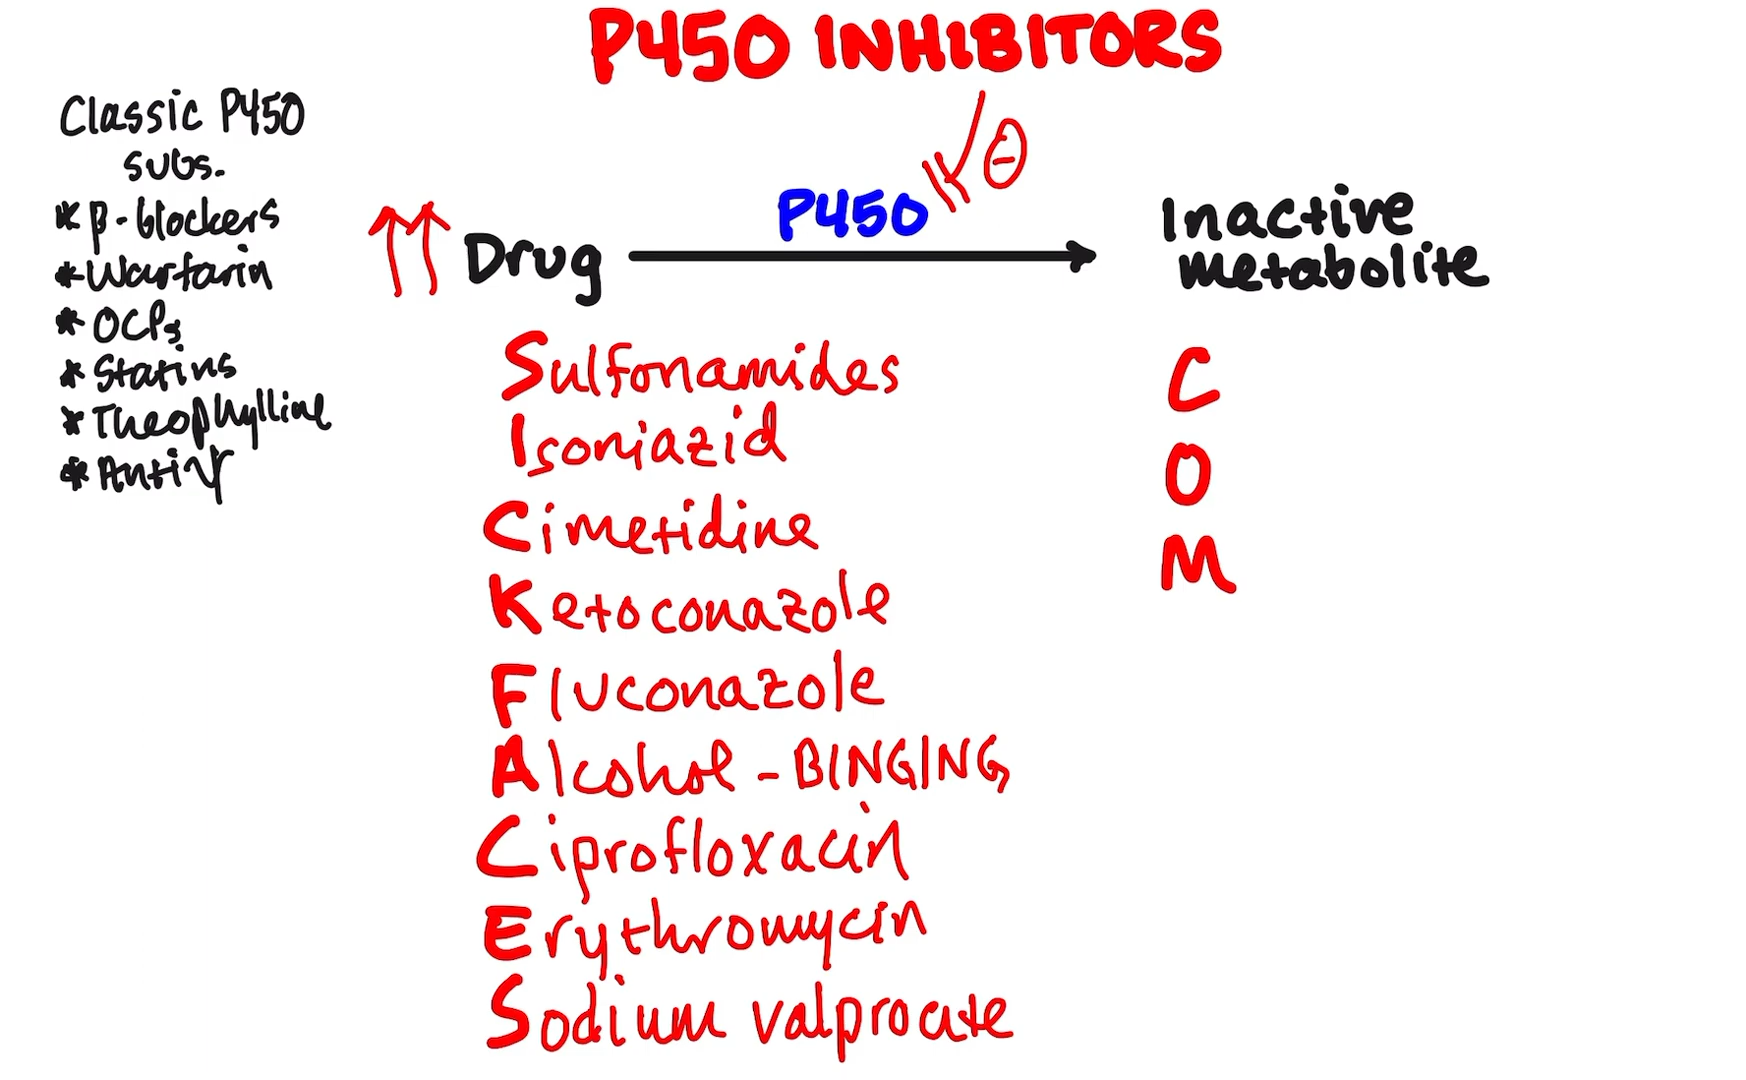 P450 INHIBITORS
Classic P450
subs.
* β-blockers
* Warfarin
* OCPs
* Statins
* Theophylline
* Antiψ
↑↑ Drug
P450
⊖
Inactive
metabolite
Sulfonamides
Isoniazid
Cimetidine
Ketoconazole
Fluconazole
Alcohol - BINGING
Ciprofloxacin
Erythromycin
Sodium valproate
C
O
M